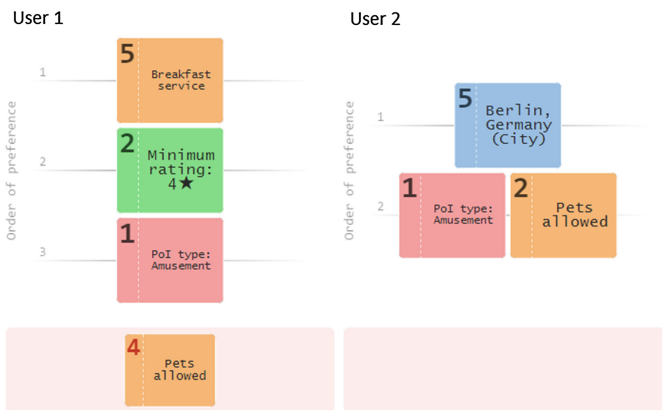 User 1
User 2
Order of preference
1
5
Breakfast
service
2
2
Minimum
rating:
4★
3
1
PoI type:
Amusement
4
Pets
allowed
Order of preference
1
5
Berlin,
Germany
(City)
2
1
PoI type:
Amusement
2
Pets
allowed